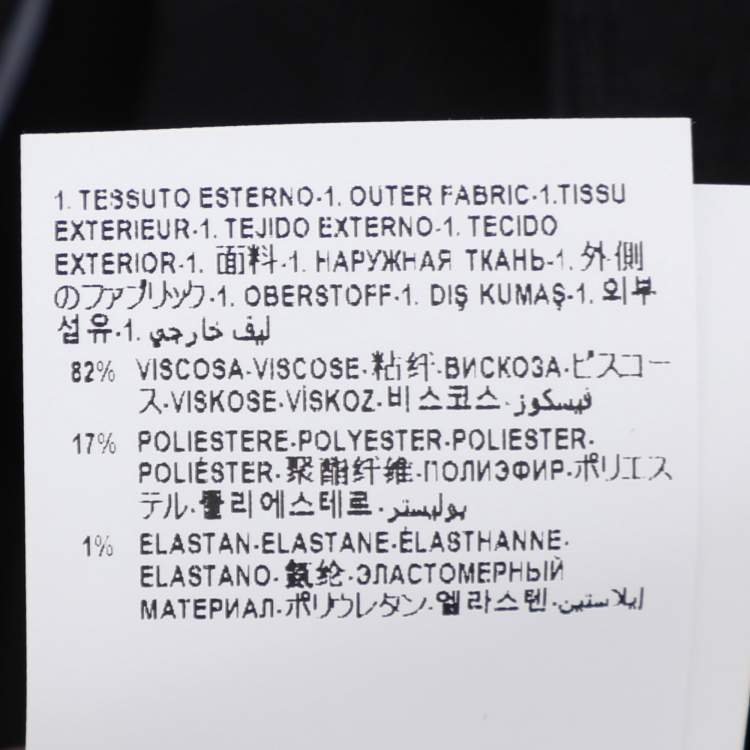 1. TESSUTO ESTERNO-1. OUTER FABRIC-1.TISSU
EXTERIEUR-1. TEJIDO EXTERNO-1. TECIDO
EXTERIOR-1. 面料-1. НАРУЖНАЯ ТКАНЬ-1. 外側
のファブリック-1. OBERSTOFF-1. DIŞ KUMAŞ-1. 외부
섬유-1. ليف خارجي
82% VISCOSA-VISCOSE-粘纤-ВИСКОЗА-ビスコー
ス-VISKOSE-VİSKOZ-비스코스-فيسكوز
17% POLIESTERE-POLYESTER-POLIESTER-
POLIÉSTER-聚酯纤维-ПОЛИЭФИР-ポリエス
テル-폴리에스테르-بوليستر
1% ELASTAN-ELASTANE-ÉLASTHANNE-
ELASTANO-氨纶-ЭЛАСТОМЕРНЫЙ
МАТЕРИАЛ-ポリウレタン-엘라스텐-ايلاستين